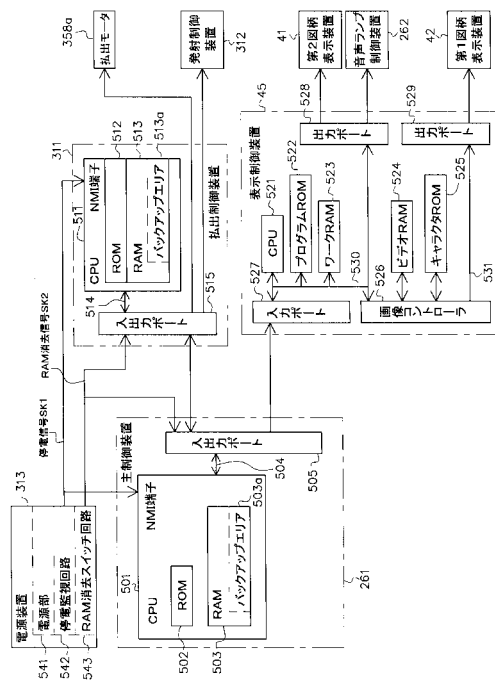 電源装置
313
電源部
541
停電監視回路
542
RAM消去スイッチ回路
543
停電信号SK1
RAM消去信号SK2
主制御装置
261
501
CPU
NMI端子
ROM
502
RAM
503
バックアップエリア
503a
504
入出力ポート
505
311
払出制御装置
511
CPU
NMI端子
ROM
512
RAM
513
バックアップエリア
513a
514
入出力ポート
515
払出モータ
358a
発射制御装置
312
表示制御装置
45
入力ポート
527
CPU
521
プログラムROM
522
ワークRAM
523
530
ビデオRAM
524
キャラクタROM
525
画像コントローラ
526
531
出力ポート
528
出力ポート
529
第2図柄表示装置
41
音声ランプ制御装置
262
第1図柄表示装置
42